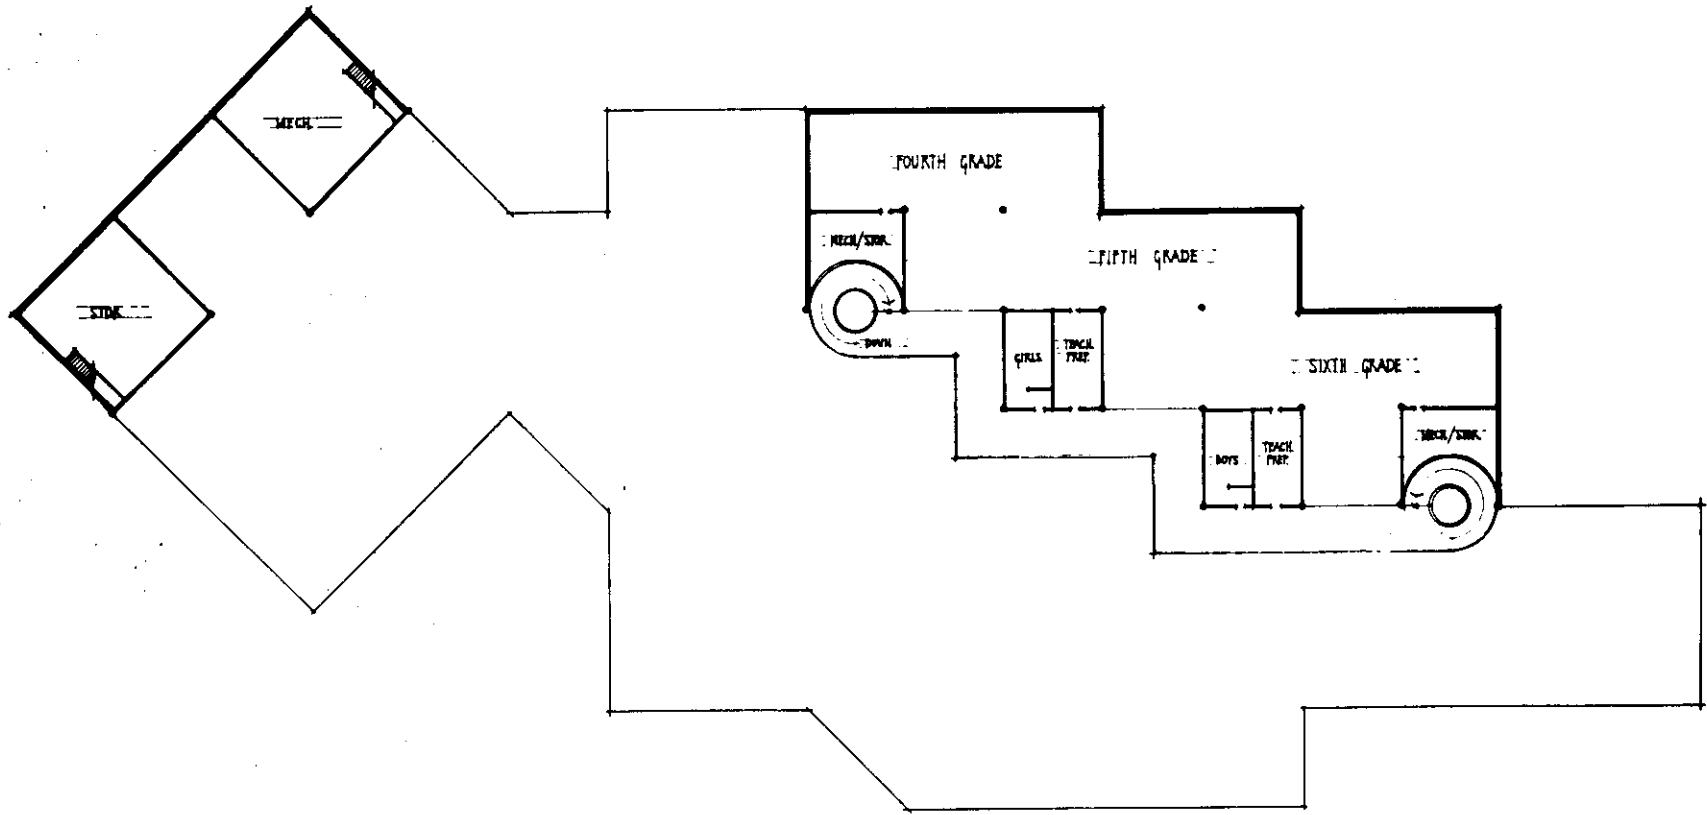 MECH.
FOURTH GRADE
MECH/STOR.
FIFTH GRADE
STOR.
DOWN
GIRLS
TEACH.
PREP.
SIXTH GRADE
MECH/STOR.
BOYS
TEACH.
PREP.